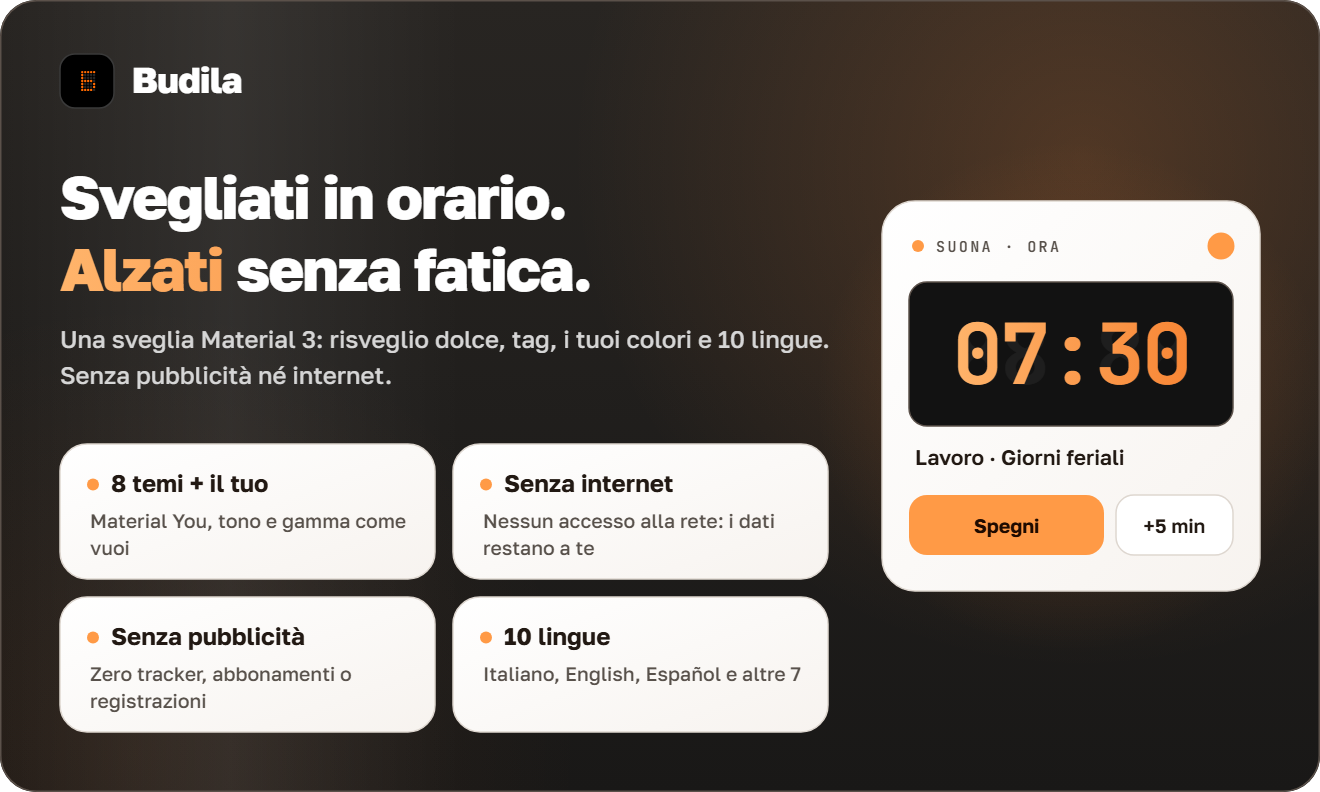 Budila
Svegliati in orario.
Alzati senza fatica.
Una sveglia Material 3: risveglio dolce, tag, i tuoi colori e 10 lingue.
Senza pubblicità né internet.
8 temi + il tuo
Material You, tono e gamma come
vuoi
Senza internet
Nessun accesso alla rete: i dati
restano a te
Senza pubblicità
Zero tracker, abbonamenti o
registrazioni
10 lingue
Italiano, English, Español e altre 7
SUONA · ORA
07:30
Lavoro · Giorni feriali
Spegni
+5 min